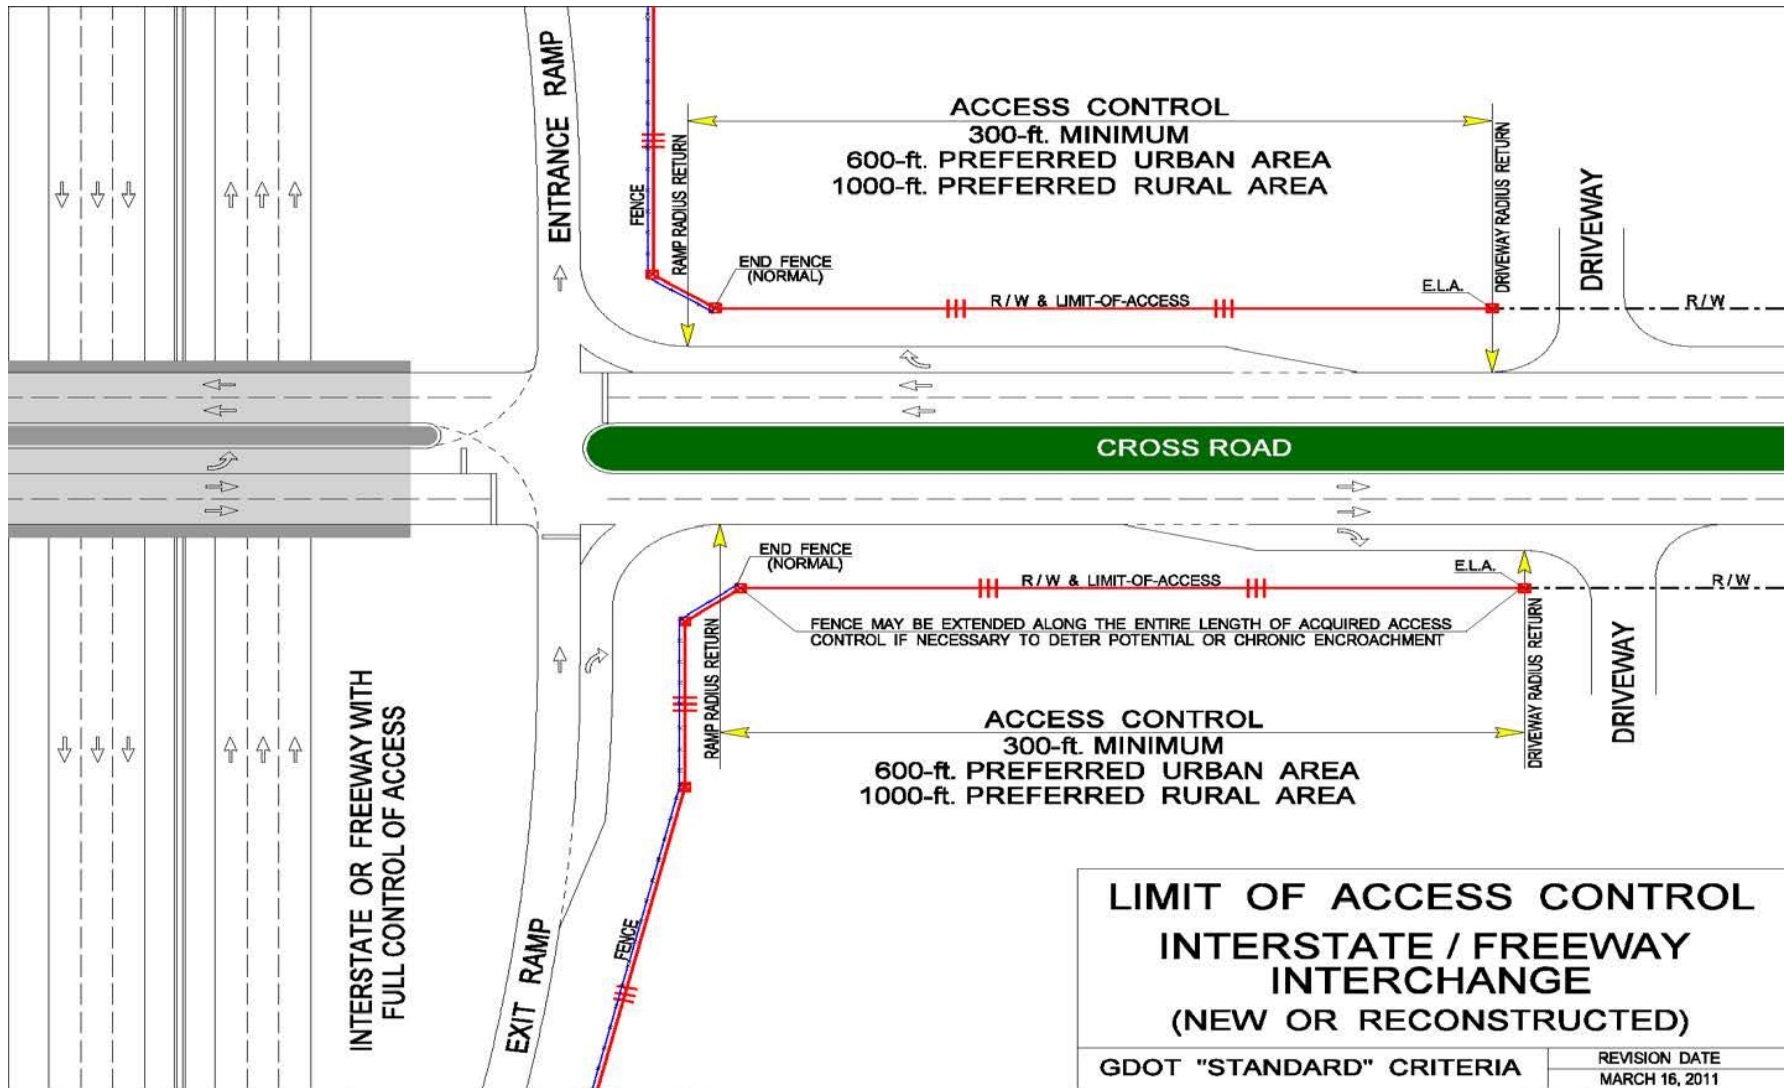 ENTRANCE RAMP
FENCE
RAMP RADIUS RETURN
ACCESS CONTROL
300-ft. MINIMUM
600-ft. PREFERRED URBAN AREA
1000-ft. PREFERRED RURAL AREA
DRIVEWAY RADIUS RETURN
DRIVEWAY
END FENCE
(NORMAL)
R/W & LIMIT-OF-ACCESS
E.L.A.
R/W
CROSS ROAD
END FENCE
(NORMAL)
R/W & LIMIT-OF-ACCESS
E.L.A.
R/W
FENCE MAY BE EXTENDED ALONG THE ENTIRE LENGTH OF ACQUIRED ACCESS
CONTROL IF NECESSARY TO DETER POTENTIAL OR CHRONIC ENCROACHMENT
RAMP RADIUS RETURN
ACCESS CONTROL
300-ft. MINIMUM
600-ft. PREFERRED URBAN AREA
1000-ft. PREFERRED RURAL AREA
DRIVEWAY RADIUS RETURN
DRIVEWAY
INTERSTATE OR FREEWAY WITH
FULL CONTROL OF ACCESS
EXIT RAMP
FENCE
LIMIT OF ACCESS CONTROL
INTERSTATE / FREEWAY
INTERCHANGE
(NEW OR RECONSTRUCTED)
GDOT "STANDARD" CRITERIA
REVISION DATE
MARCH 16, 2011